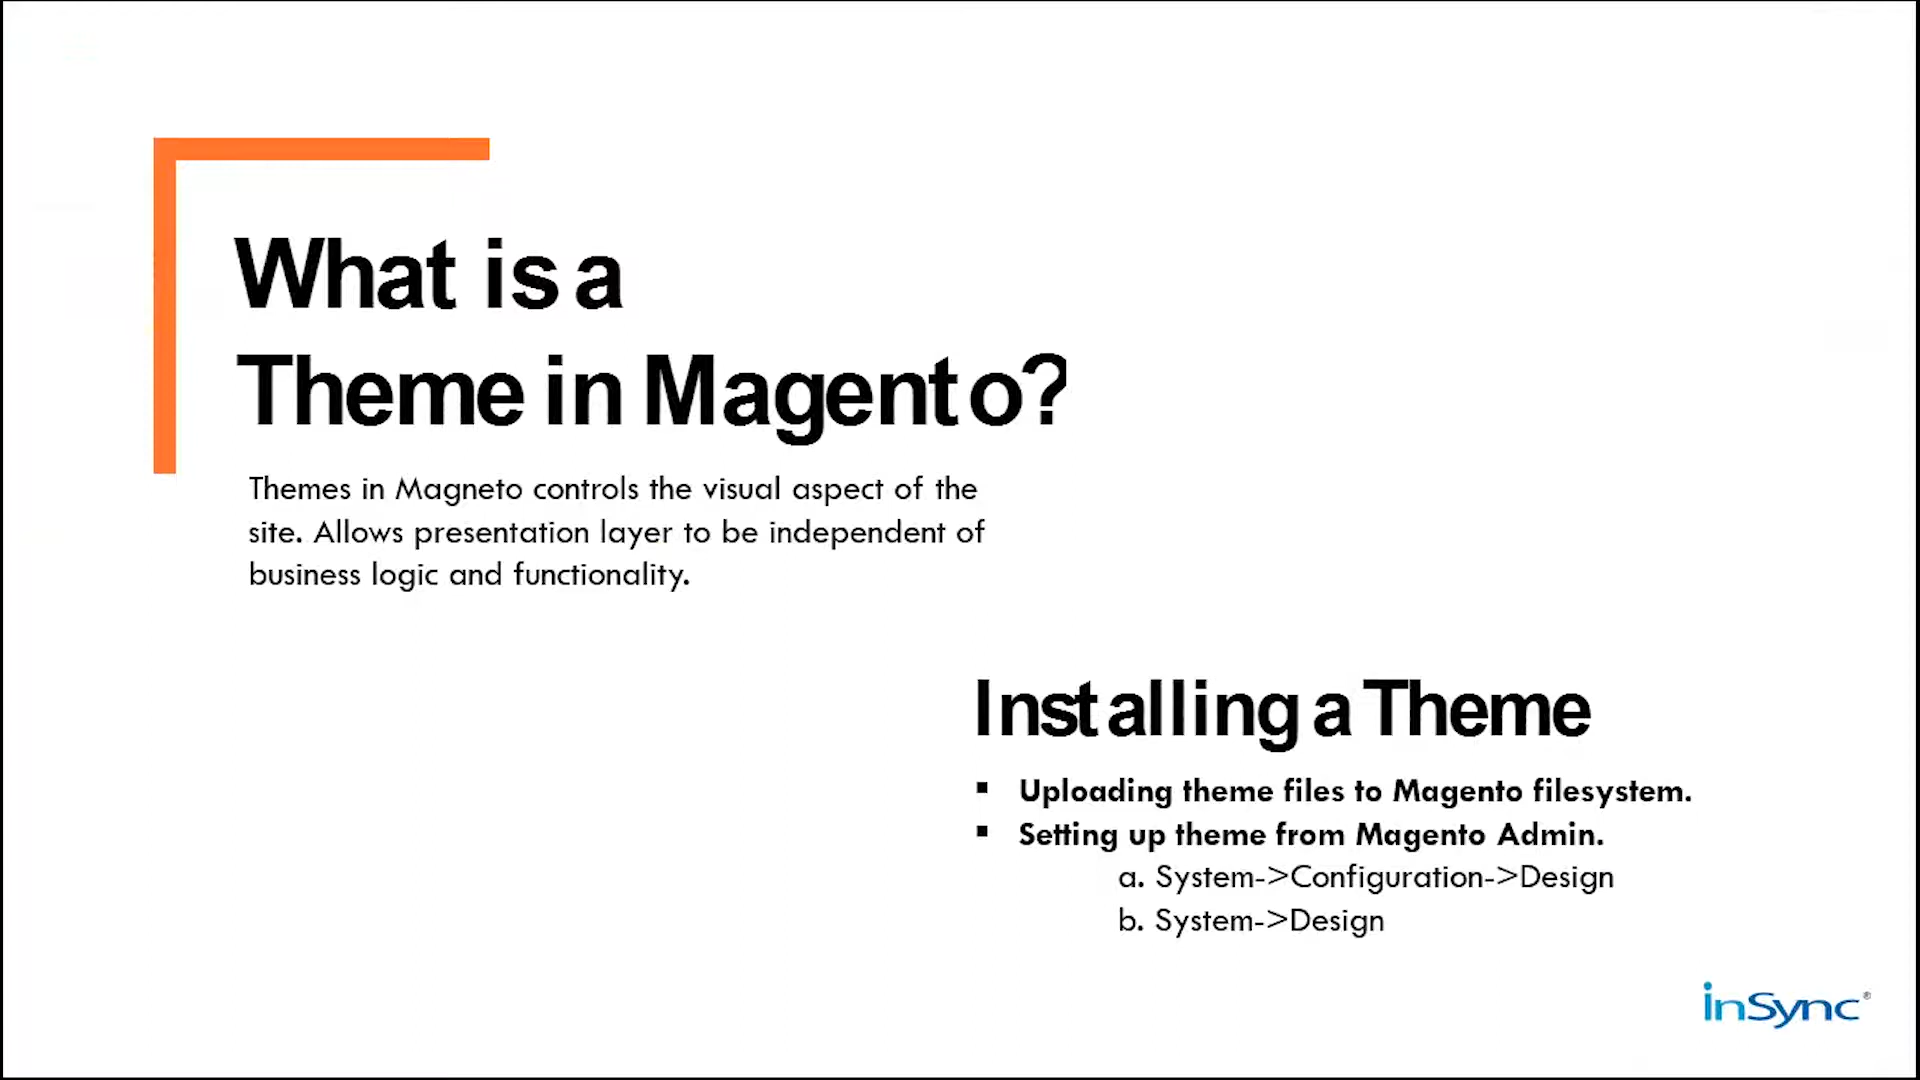 What is a
Theme in Magento?
Themes in Magneto controls the visual aspect of the
site. Allows presentation layer to be independent of
business logic and functionality.
Installing a Theme
▪ Uploading theme files to Magento filesystem.
▪ Setting up theme from Magento Admin.
a. System->Configuration->Design
b. System->Design
inSync®